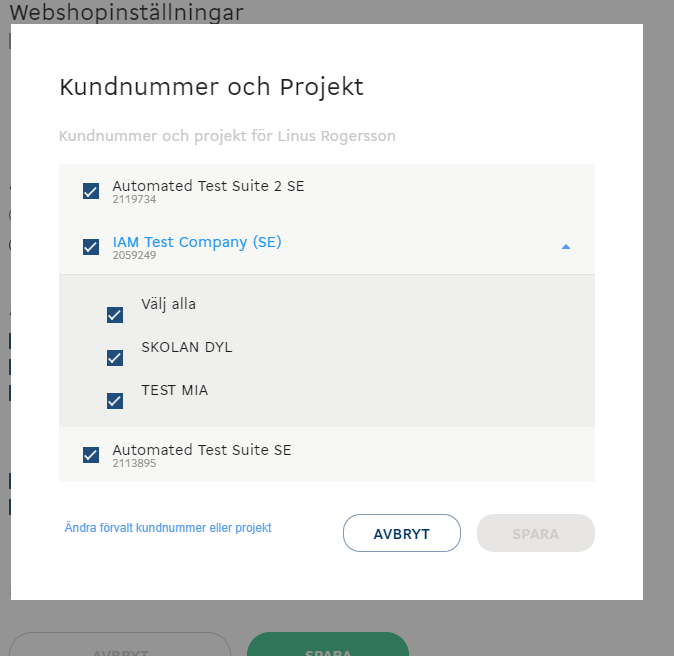 Webshopinställningar
Kundnummer och Projekt
Kundnummer och projekt för Linus Rogersson
Automated Test Suite 2 SE
2119734
IAM Test Company (SE)
2059249
Välj alla
SKOLAN DYL
TEST MIA
Automated Test Suite SE
2113895
Ändra förvalt kundnummer eller projekt
AVBRYT
SPARA
AVBRYT
SPARA